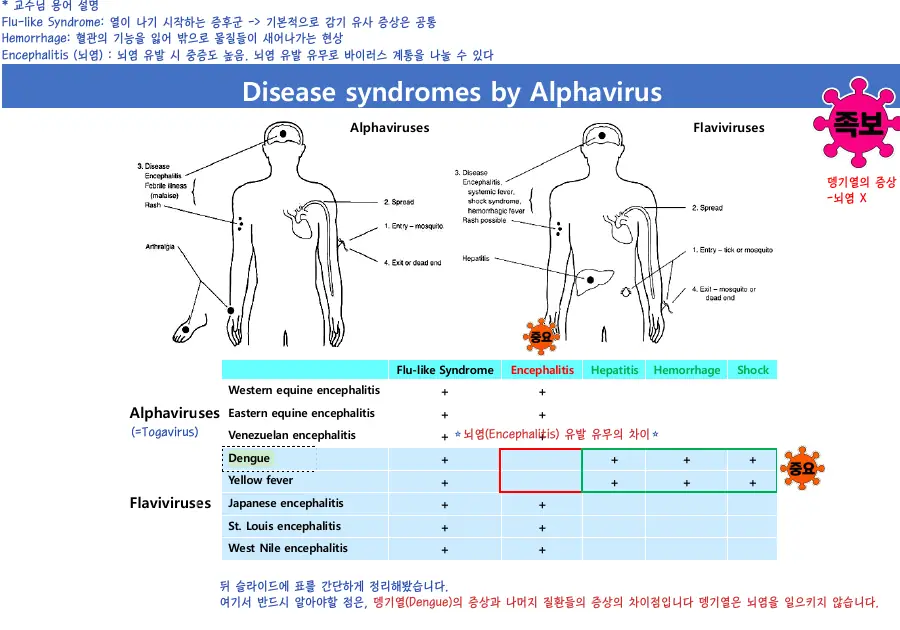 * 교수님 용어 설명
Flu-like Syndrome: 열이 나기 시작하는 증후군 -> 기본적으로 감기 유사 증상은 공통
Hemorrhage: 혈관의 기능을 잃어 밖으로 물질들이 새어나가는 현상
Encephalitis (뇌염) : 뇌염 유발 시 중증도 높음. 뇌염 유발 유무로 바이러스 계통을 나눌 수 있다
Disease syndromes by Alphavirus
족보
뎅기열의 증상
-뇌염 X
Alphaviruses
3. Disease
Encephalitis
Febrile illness
(malaise)
Rash
Arthralgia
2. Spread
1. Entry – mosquito
4. Exit or dead end
Flaviviruses
3. Disease
Encephalitis,
systemic fever,
shock syndrome,
hemorrhagic fever
Rash possible
Hepatitis
2. Spread
1. Entry – tick or mosquito
4. Exit – mosquito or
dead end
중요
Flu-like Syndrome Encephalitis Hepatitis Hemorrhage Shock
Western equine encephalitis + +
Alphaviruses Eastern equine encephalitis + +
(=Togavirus)
Venezuelan encephalitis + +
*뇌염(Encephalitis) 유발 유무의 차이*
Dengue + + + +
중요
Yellow fever + + + +
Flaviviruses Japanese encephalitis + +
St. Louis encephalitis + +
West Nile encephalitis + +
뒤 슬라이드에 표를 간단하게 정리해봤습니다.
여기서 반드시 알아야할 점은, 뎅기열(Dengue)의 증상과 나머지 질환들의 증상의 차이점입니다 뎅기열은 뇌염을 일으키지 않습니다.